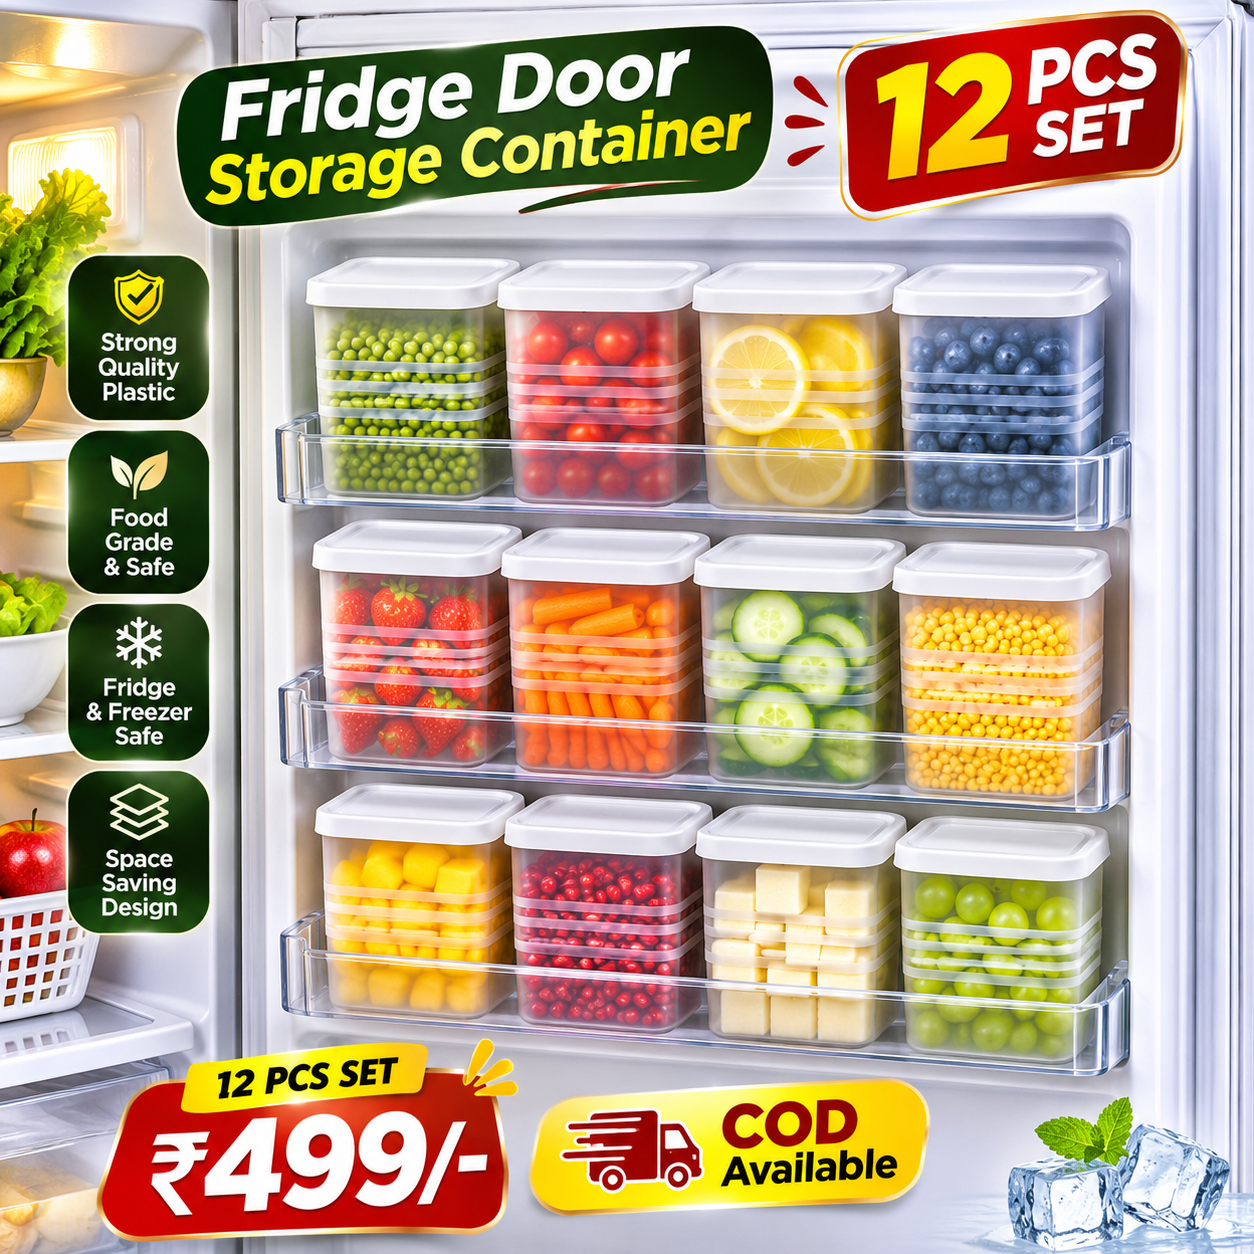 Fridge Door
Storage Container
12 PCS
SET
Strong
Quality
Plastic
Food
Grade
& Safe
Fridge
& Freezer
Safe
Space
Saving
Design
12 PCS SET
₹499/-
COD
Available